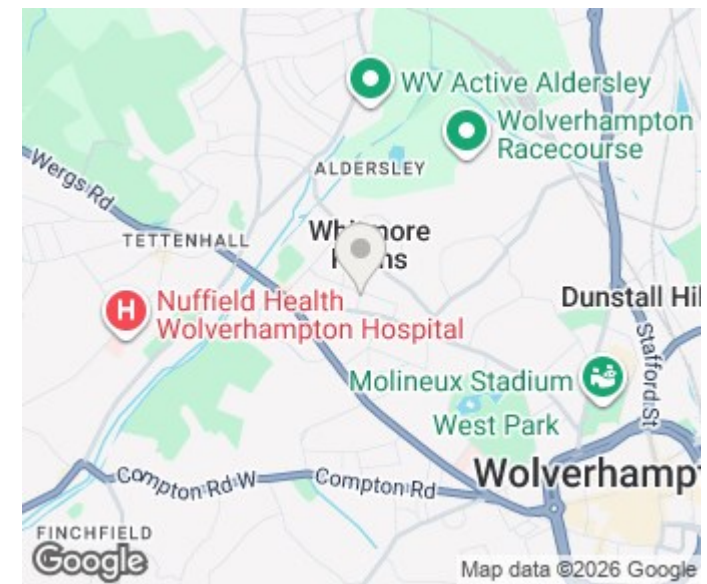 WV Active Aldersley
Wolverhampton
Racecourse
ALDERSLEY
Wergs Rd
TETTENHALL
Nuffield Health
Wolverhampton Hospital
H
Dunstall Hil
Stafford St
Molineux Stadium
West Park
Wolverhampt
Compton Rd W
Compton Rd
FINCHFIELD
Google
Map data ©2026 Google